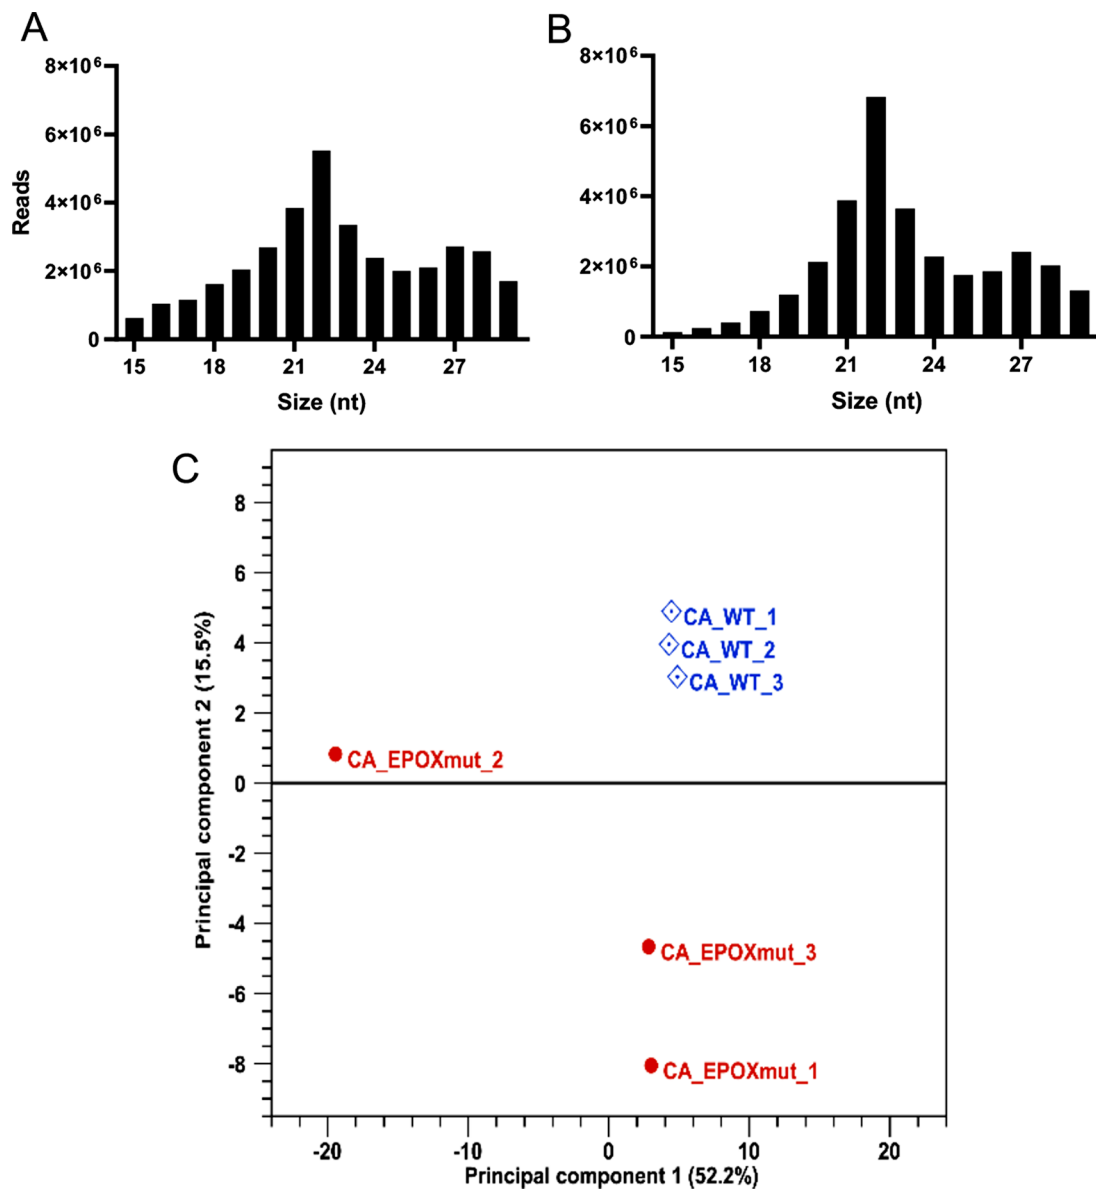 A
8×10⁶
6×10⁶
4×10⁶
2×10⁶
0
Reads
15 18 21 24 27
Size (nt)
B
8×10⁶
6×10⁶
4×10⁶
2×10⁶
0
15 18 21 24 27
Size (nt)
C
Principal component 2 (15.5%)
8
6
4
2
0
-2
-4
-6
-8
CA_WT_1
CA_WT_2
CA_WT_3
CA_EPOXmut_2
CA_EPOXmut_3
CA_EPOXmut_1
-20 -10 0 10 20
Principal component 1 (52.2%)